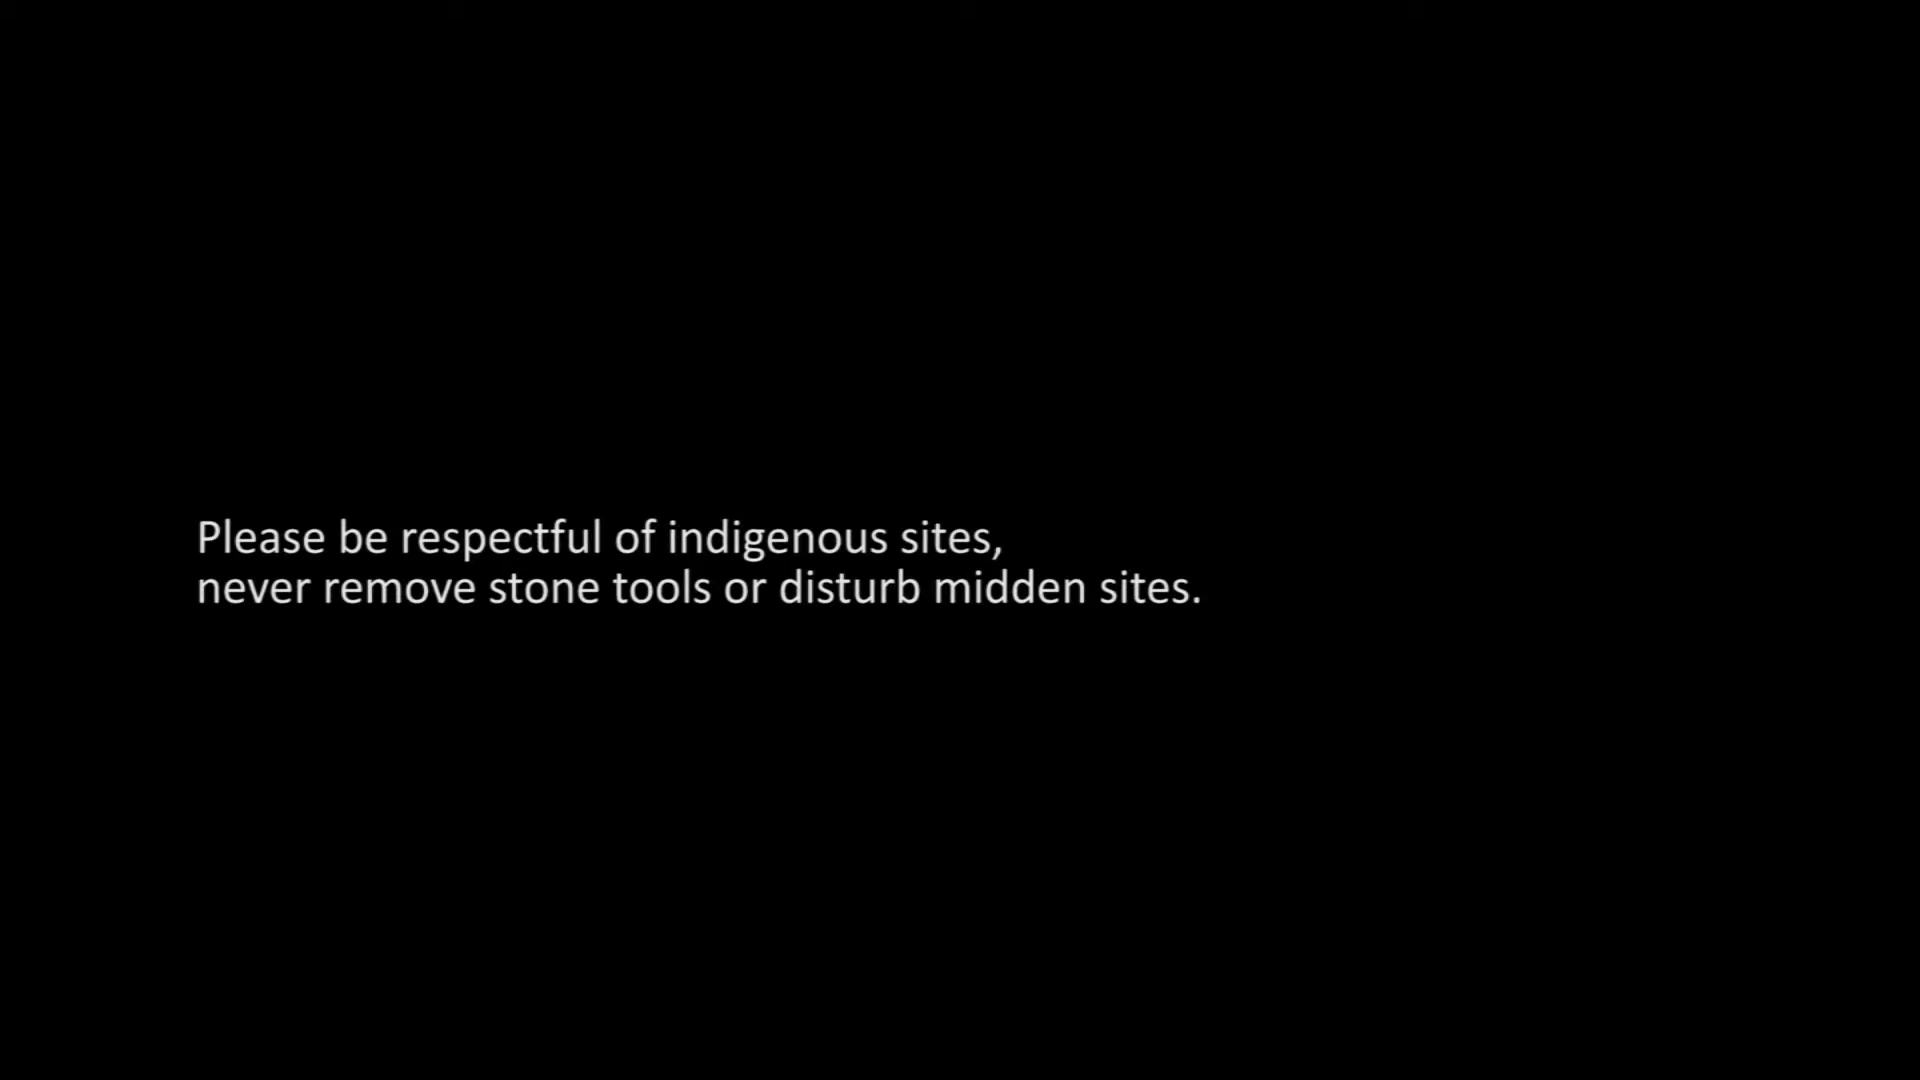 Please be respectful of indigenous sites,
never remove stone tools or disturb midden sites.